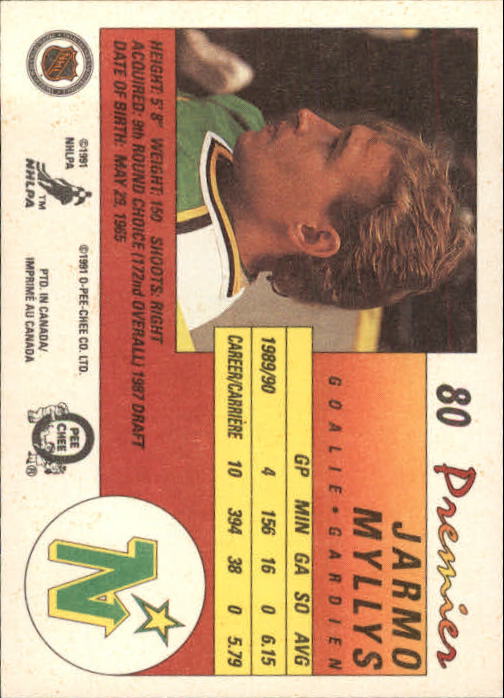 80 Premier
JARMO
MYLLYS
GOALIE • GARDIEN
GP MIN GA SO AVG
1989/90 4 156 16 0 6.15
CAREER/CARRIÈRE 10 394 38 0 5.79
HEIGHT: 5' 8" WEIGHT: 150 SHOOTS: RIGHT
ACQUIRED: 9th ROUND CHOICE (172nd OVERALL) 1987 DRAFT
DATE OF BIRTH: MAY 29, 1965
NHL
©1991
NHLPA
TM
NHLPA
©1991 O-PEE-CHEE CO. LTD.
PTD. IN CANADA/
IMPRIMÉ AU CANADA
O
PEE
CHEE
N